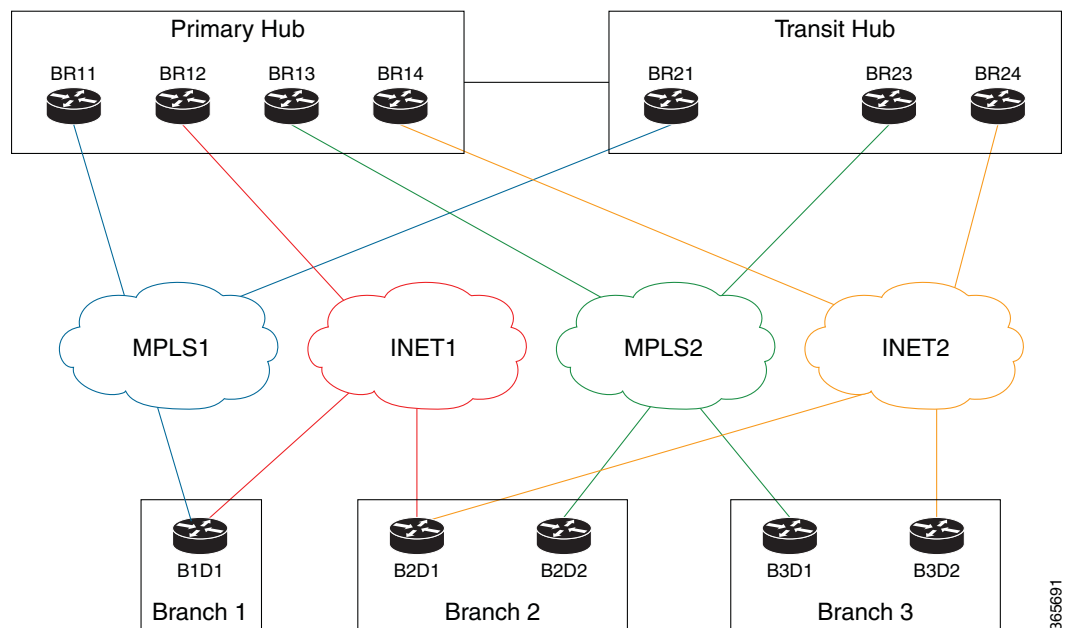 Primary Hub
Transit Hub
BR11
BR12
BR13
BR14
BR21
BR23
BR24
MPLS1
INET1
MPLS2
INET2
B1D1
B2D1
B2D2
B3D1
B3D2
Branch 1
Branch 2
Branch 3
365691